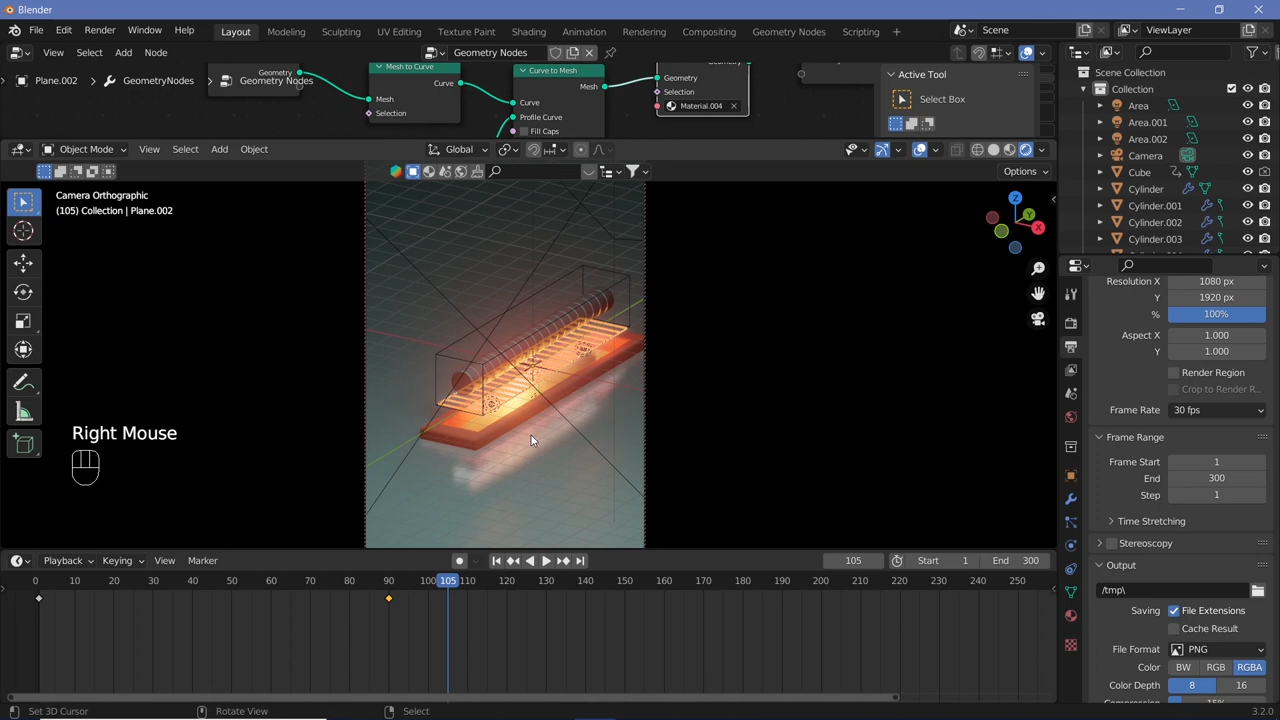 Blender
File Edit Render Window Help
Layout Modeling Sculpting UV Editing Texture Paint Shading Animation Rendering Compositing Geometry Nodes Scripting
Scene ViewLayer
View Select Add Node Geometry Nodes
Plane.002 GeometryNodes Geometry Nodes
Geometry
Mesh to Curve
Curve
Mesh
Selection
Curve to Mesh
Mesh
Curve
Profile Curve
Fill Caps
Geometry
Selection
Material.004
Active Tool
Select Box
Scene Collection
Collection
Area
Area.001
Area.002
Camera
Cube
Cylinder
Cylinder.001
Cylinder.002
Cylinder.003
Object Mode View Select Add Object Global
Options
Camera Orthographic
(105) Collection | Plane.002
Z
Y
X
Right Mouse
Resolution X 1080 px
Y 1920 px
% 100%
Aspect X 1.000
Y 1.000
Render Region
Crop to Render R...
Frame Rate 30 fps
Frame Range
Frame Start 1
End 300
Step 1
Time Stretching
Stereoscopy
Output
/tmp\
Saving File Extensions
Cache Result
File Format PNG
Color BW RGB RGBA
Color Depth 8 16
Playback Keying View Marker 105 Start 1 End 300
0 10 20 30 40 50 60 70 80 90 100 105 110 120 130 140 150 160 170 180 190 200 210 220 230 240 250
Set 3D Cursor Rotate View Select 3.2.0